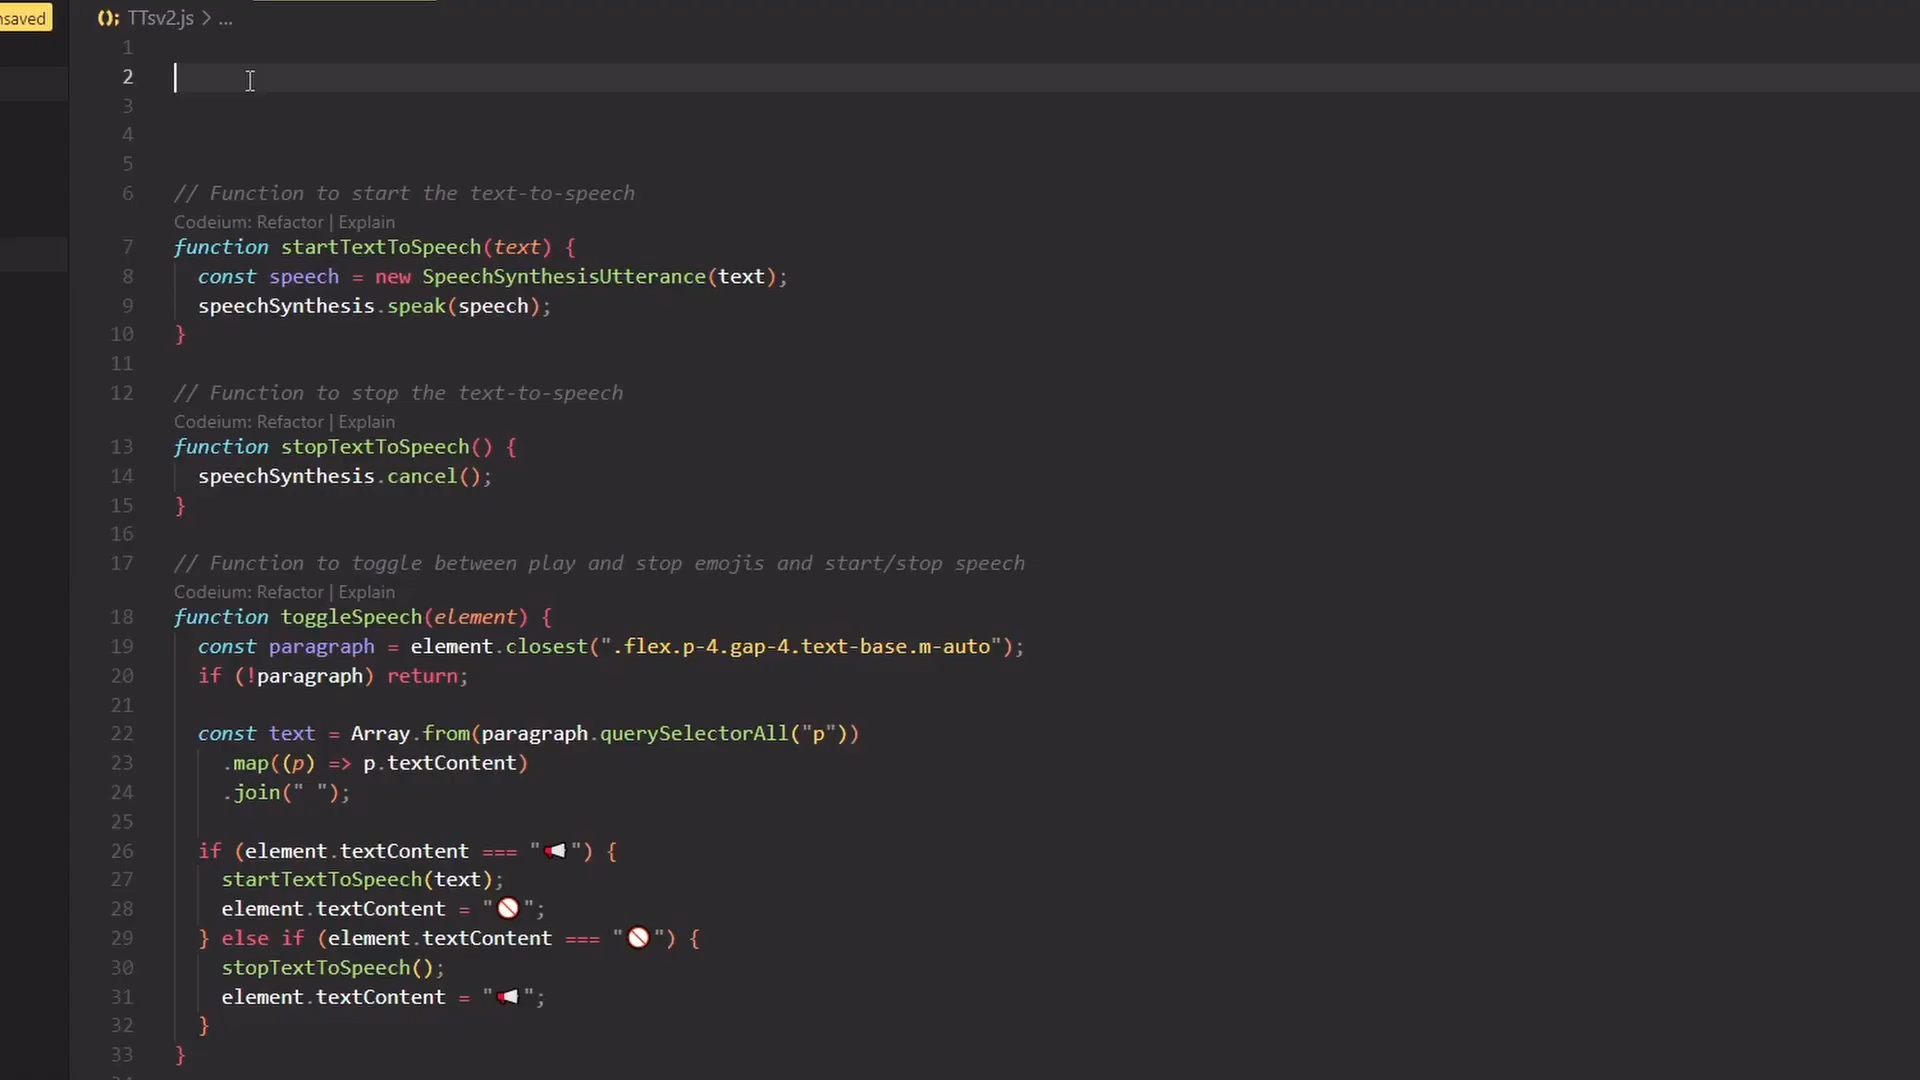 nsaved
(); TTsv2.js > ...
1
2
3
4
5
6 // Function to start the text-to-speech
Codeium: Refactor | Explain
7 function startTextToSpeech(text) {
8 const speech = new SpeechSynthesisUtterance(text);
9 speechSynthesis.speak(speech);
10 }
11
12 // Function to stop the text-to-speech
Codeium: Refactor | Explain
13 function stopTextToSpeech() {
14 speechSynthesis.cancel();
15 }
16
17 // Function to toggle between play and stop emojis and start/stop speech
Codeium: Refactor | Explain
18 function toggleSpeech(element) {
19 const paragraph = element.closest(".flex.p-4.gap-4.text-base.m-auto");
20 if (!paragraph) return;
21
22 const text = Array.from(paragraph.querySelectorAll("p"))
23 .map((p) => p.textContent)
24 .join(" ");
25
26 if (element.textContent === "📢") {
27 startTextToSpeech(text);
28 element.textContent = "🚫";
29 } else if (element.textContent === "🚫") {
30 stopTextToSpeech();
31 element.textContent = "📢";
32 }
33 }